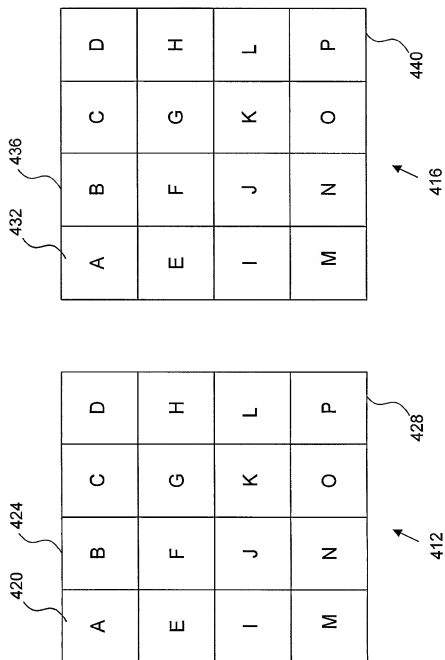 420 424 432 436
A B C D A B C D
E F G H E F G H
I J K L I J K L
M N O P M N O P
428 440
412 416